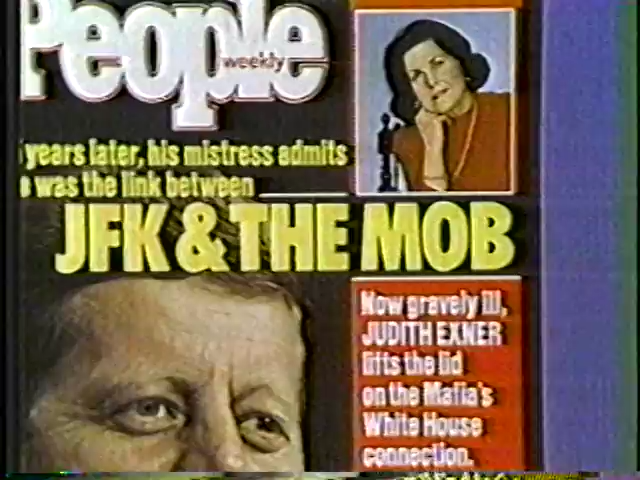 People
weekly
years later, his mistress admits
was the link between
JFK & THE MOB
Now gravely ill,
JUDITH EXNER
lifts the lid
on the Mafia's
White House
connection.